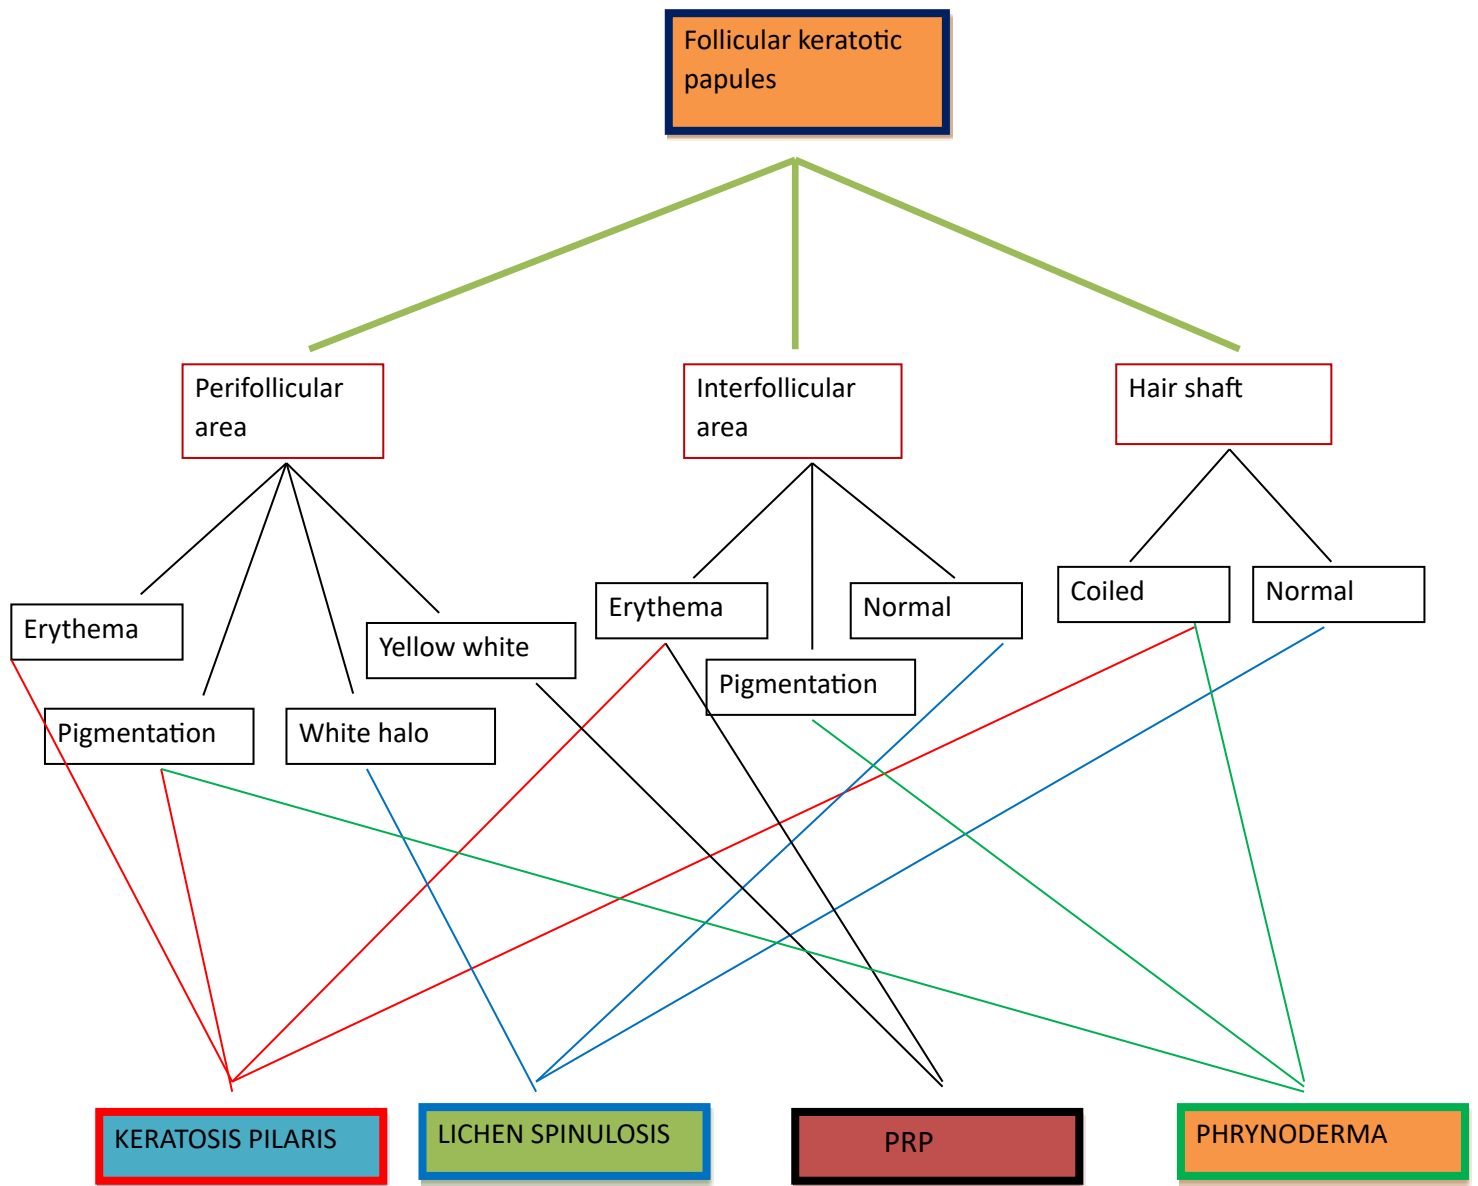 Follicular keratotic
papules
Perifollicular
area
Interfollicular
area
Hair shaft
Erythema
Pigmentation
White halo
Yellow white
Erythema
Pigmentation
Normal
Coiled
Normal
KERATOSIS PILARIS
LICHEN SPINULOSIS
PRP
PHRYNODERMA